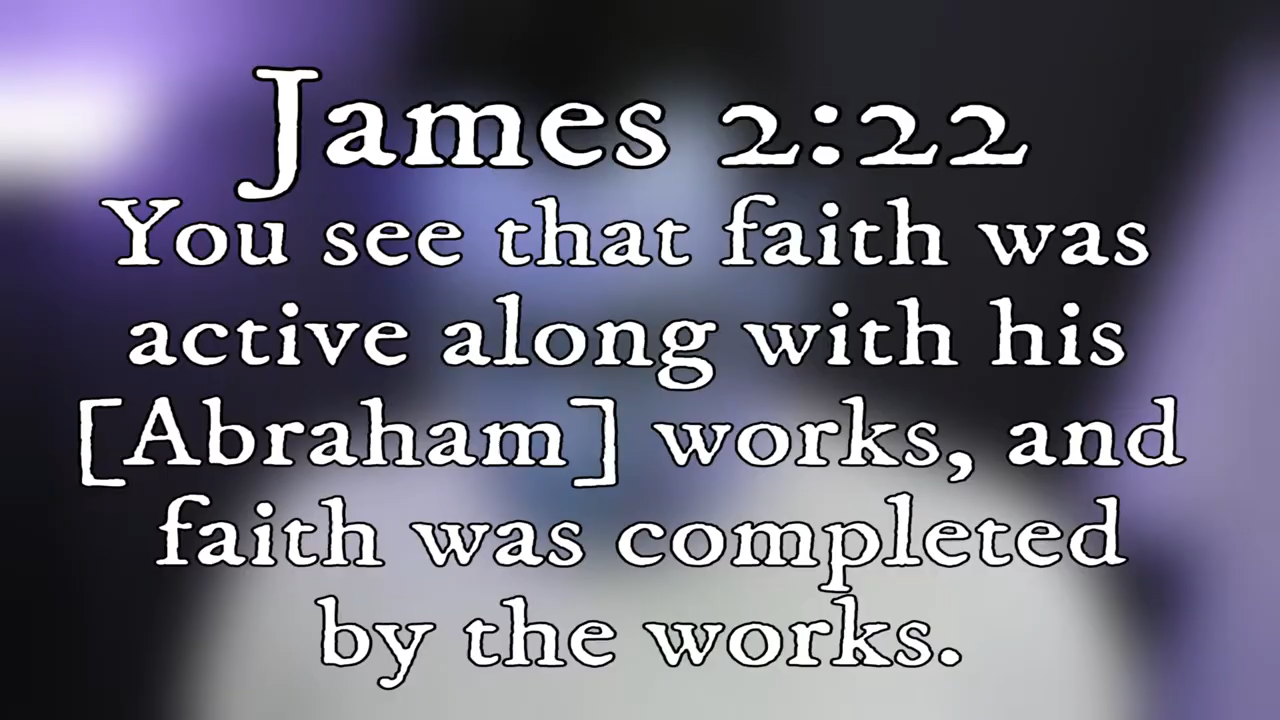 James 2:22
You see that faith was
active along with his
[Abraham] works, and
faith was completed
by the works.